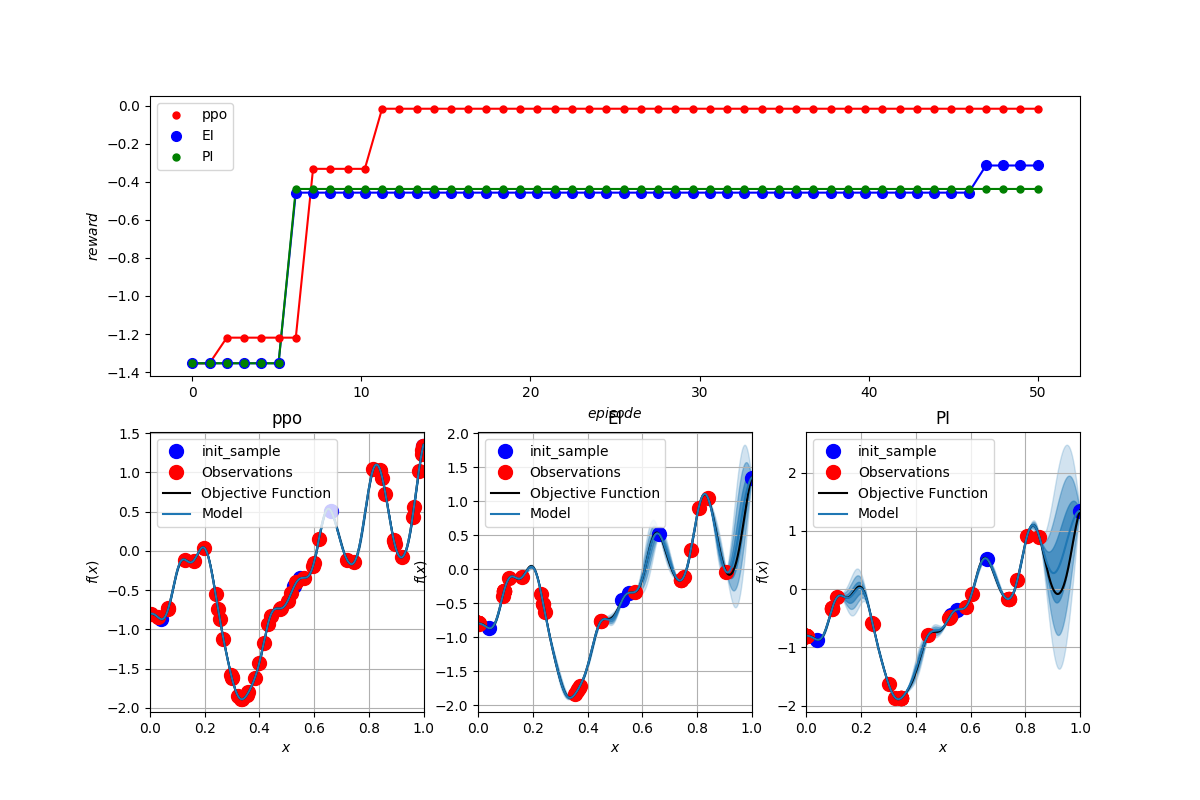 0.0
−0.2
−0.4
−0.6
−0.8
−1.0
−1.2
−1.4
reward
ppo
EI
PI
0 10 20 30 40 50
episode
ppo
EI
PI
1.5
1.0
0.5
0.0
−0.5
−1.0
−1.5
−2.0
f(x)
init_sample
Observations
Objective Function
Model
0.0 0.2 0.4 0.6 0.8 1.0
x
2.0
1.5
1.0
0.5
0.0
−0.5
−1.0
−1.5
−2.0
f(x)
init_sample
Observations
Objective Function
Model
0.0 0.2 0.4 0.6 0.8 1.0
x
2
1
0
−1
−2
f(x)
init_sample
Observations
Objective Function
Model
0.0 0.2 0.4 0.6 0.8 1.0
x